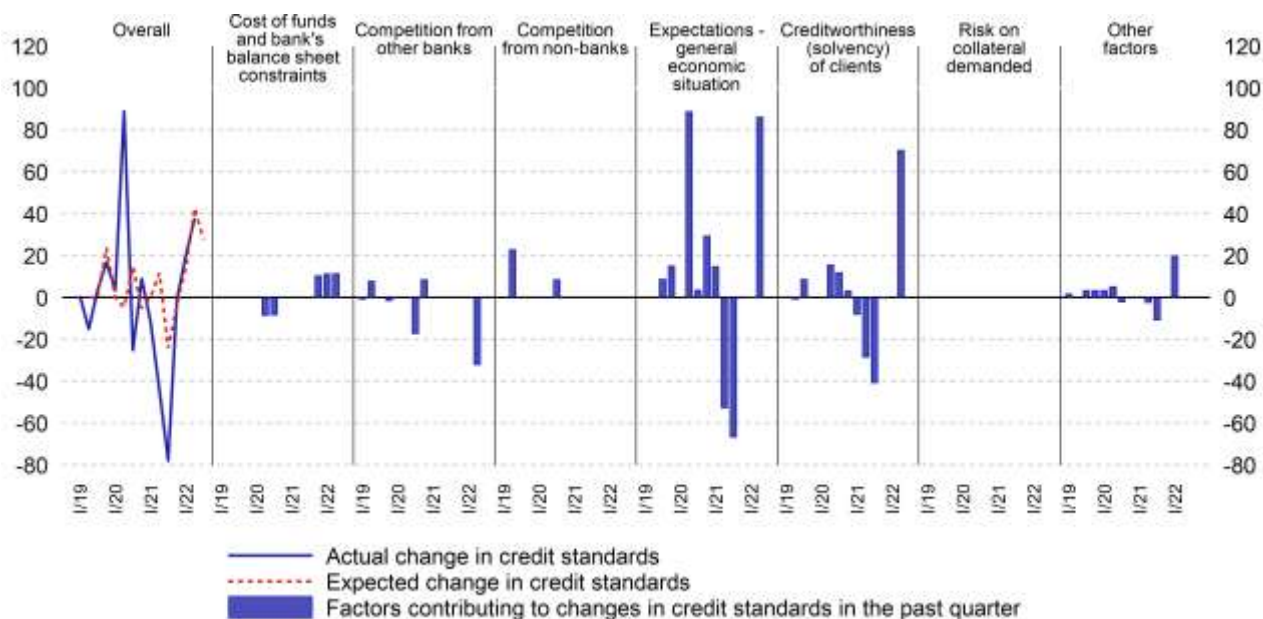 Overall
Cost of funds
and bank's
balance sheet
constraints
Competition from
other banks
Competition
from non-banks
Expectations -
general
economic
situation
Creditworthiness
(solvency)
of clients
Risk on
collateral
demanded
Other
factors
120 120
100 100
80 80
60 60
40 40
20 20
0 0
-20 -20
-40 -40
-60 -60
-80 -80
I/19 I/20 I/21 I/22 I/19 I/20 I/21 I/22 I/19 I/20 I/21 I/22 I/19 I/20 I/21 I/22 I/19 I/20 I/21 I/22 I/19 I/20 I/21 I/22 I/19 I/20 I/21 I/22 I/19 I/20 I/21 I/22
Actual change in credit standards
Expected change in credit standards
Factors contributing to changes in credit standards in the past quarter